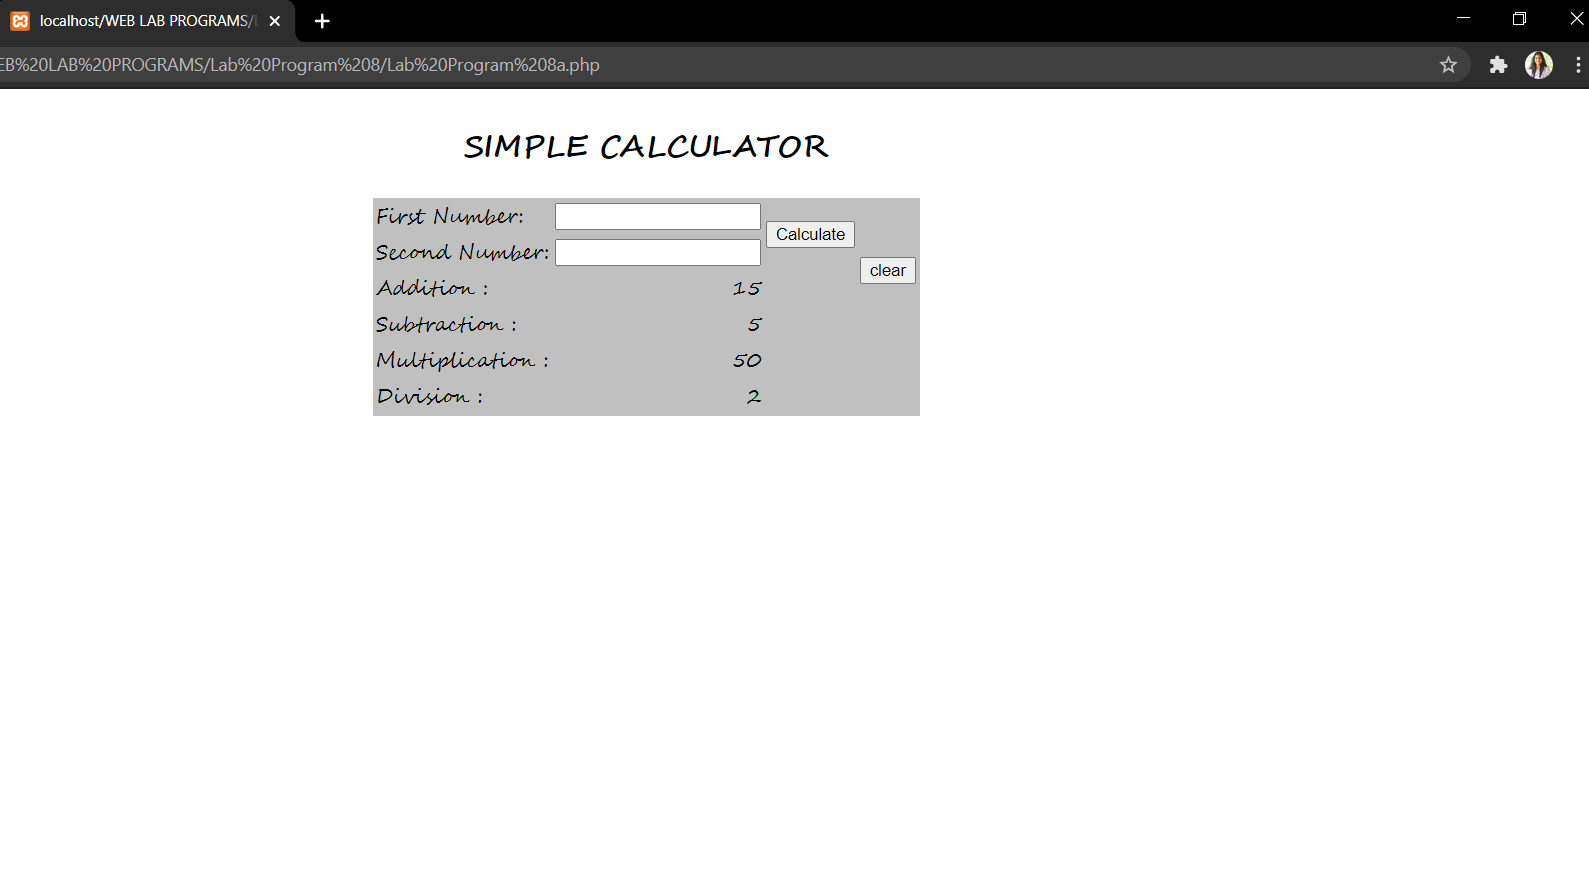 localhost/WEB LAB PROGRAMS/
EB%20LAB%20PROGRAMS/Lab%20Program%208/Lab%20Program%208a.php
SIMPLE CALCULATOR
First Number:
Calculate
Second Number:
clear
Addition : 15
Subtraction : 5
Multiplication : 50
Division : 2